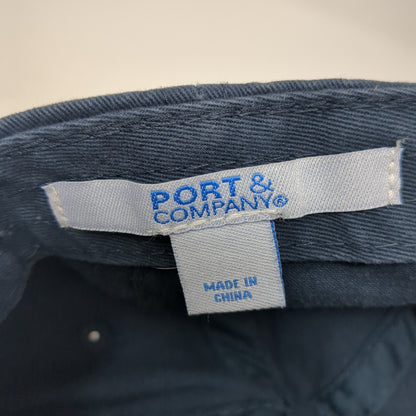 PORT &
COMPANY®
MADE IN
CHINA